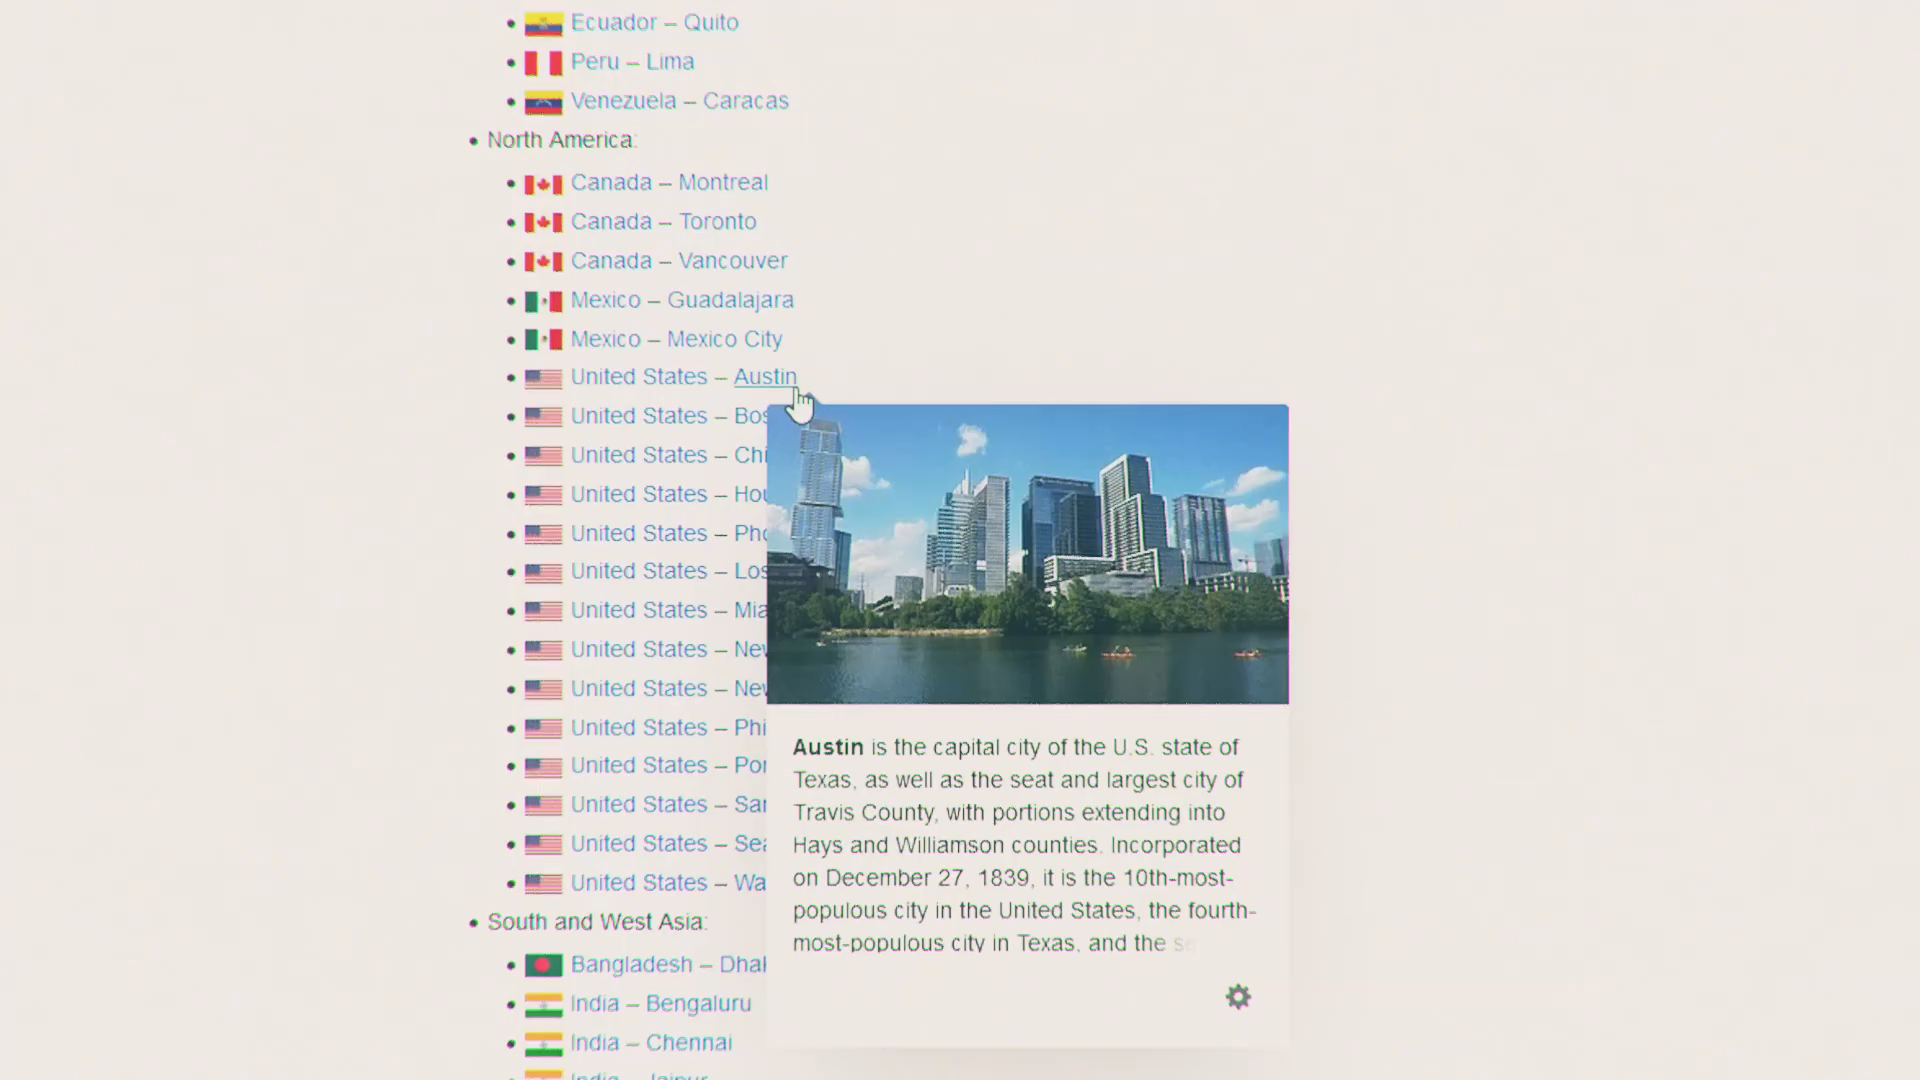 Ecuador – Quito
Peru – Lima
Venezuela – Caracas
North America:
Canada – Montreal
Canada – Toronto
Canada – Vancouver
Mexico – Guadalajara
Mexico – Mexico City
United States – Austin
United States – Bos
United States – Chi
United States – Hou
United States – Pho
United States – Los
United States – Mia
United States – New
United States – New
United States – Phi
United States – Por
United States – San
United States – Sea
United States – Wa
South and West Asia:
Bangladesh – Dhak
India – Bengaluru
India – Chennai
India – Jaipur
Austin is the capital city of the U.S. state of
Texas, as well as the seat and largest city of
Travis County, with portions extending into
Hays and Williamson counties. Incorporated
on December 27, 1839, it is the 10th-most-
populous city in the United States, the fourth-
most-populous city in Texas, and the